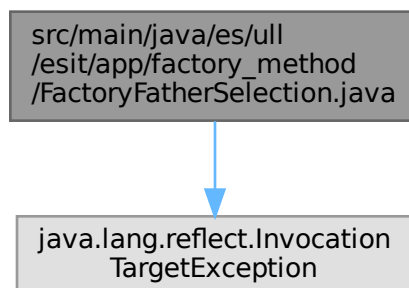 src/main/java/es/ull
/esit/app/factory_method
/FactoryFatherSelection.java
java.lang.reflect.Invocation
TargetException